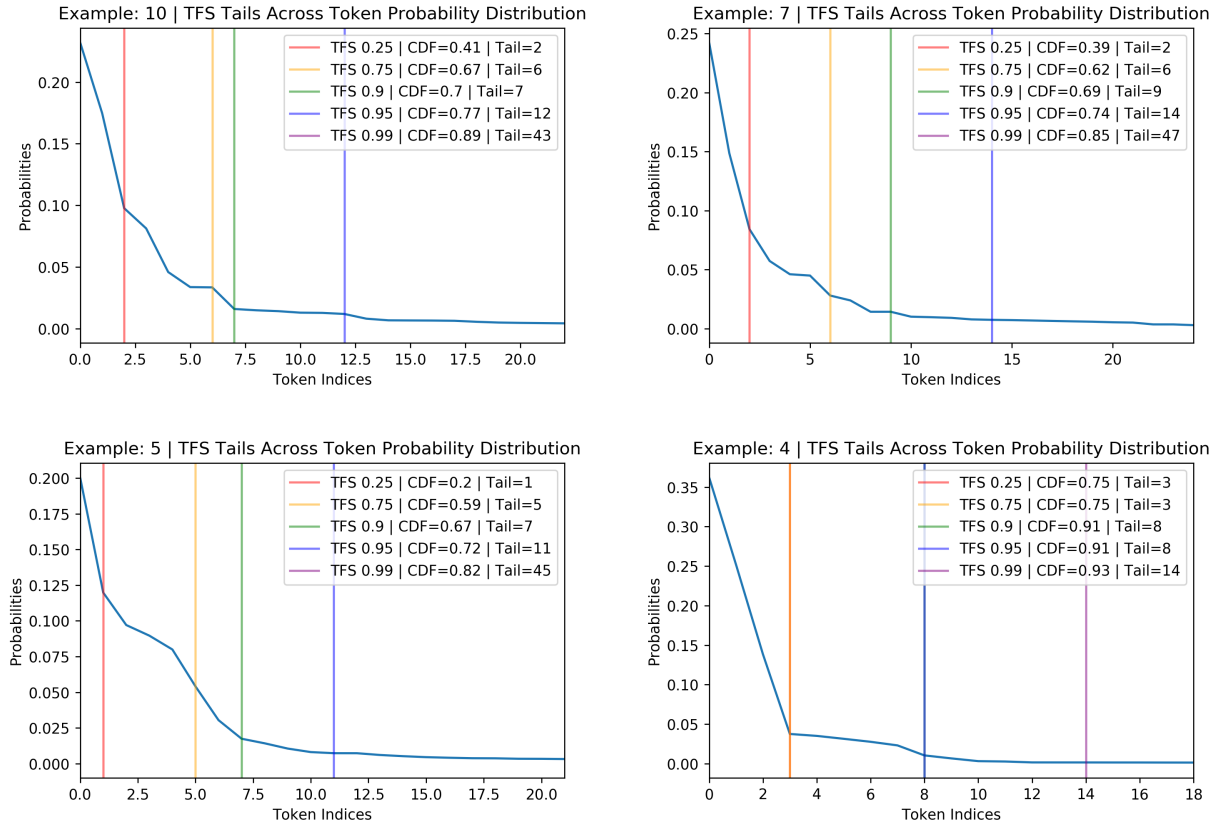 Example: 10 | TFS Tails Across Token Probability Distribution
TFS 0.25 | CDF=0.41 | Tail=2
TFS 0.75 | CDF=0.67 | Tail=6
TFS 0.9 | CDF=0.7 | Tail=7
TFS 0.95 | CDF=0.77 | Tail=12
TFS 0.99 | CDF=0.89 | Tail=43
Probabilities
0.20
0.15
0.10
0.05
0.00
0.0 2.5 5.0 7.5 10.0 12.5 15.0 17.5 20.0
Token Indices
Example: 7 | TFS Tails Across Token Probability Distribution
TFS 0.25 | CDF=0.39 | Tail=2
TFS 0.75 | CDF=0.62 | Tail=6
TFS 0.9 | CDF=0.69 | Tail=9
TFS 0.95 | CDF=0.74 | Tail=14
TFS 0.99 | CDF=0.85 | Tail=47
Probabilities
0.25
0.20
0.15
0.10
0.05
0.00
0 5 10 15 20
Token Indices
Example: 5 | TFS Tails Across Token Probability Distribution
TFS 0.25 | CDF=0.2 | Tail=1
TFS 0.75 | CDF=0.59 | Tail=5
TFS 0.9 | CDF=0.67 | Tail=7
TFS 0.95 | CDF=0.72 | Tail=11
TFS 0.99 | CDF=0.82 | Tail=45
Probabilities
0.200
0.175
0.150
0.125
0.100
0.075
0.050
0.025
0.000
0.0 2.5 5.0 7.5 10.0 12.5 15.0 17.5 20.0
Token Indices
Example: 4 | TFS Tails Across Token Probability Distribution
TFS 0.25 | CDF=0.75 | Tail=3
TFS 0.75 | CDF=0.75 | Tail=3
TFS 0.9 | CDF=0.91 | Tail=8
TFS 0.95 | CDF=0.91 | Tail=8
TFS 0.99 | CDF=0.93 | Tail=14
Probabilities
0.35
0.30
0.25
0.20
0.15
0.10
0.05
0.00
0 2 4 6 8 10 12 14 16 18
Token Indices